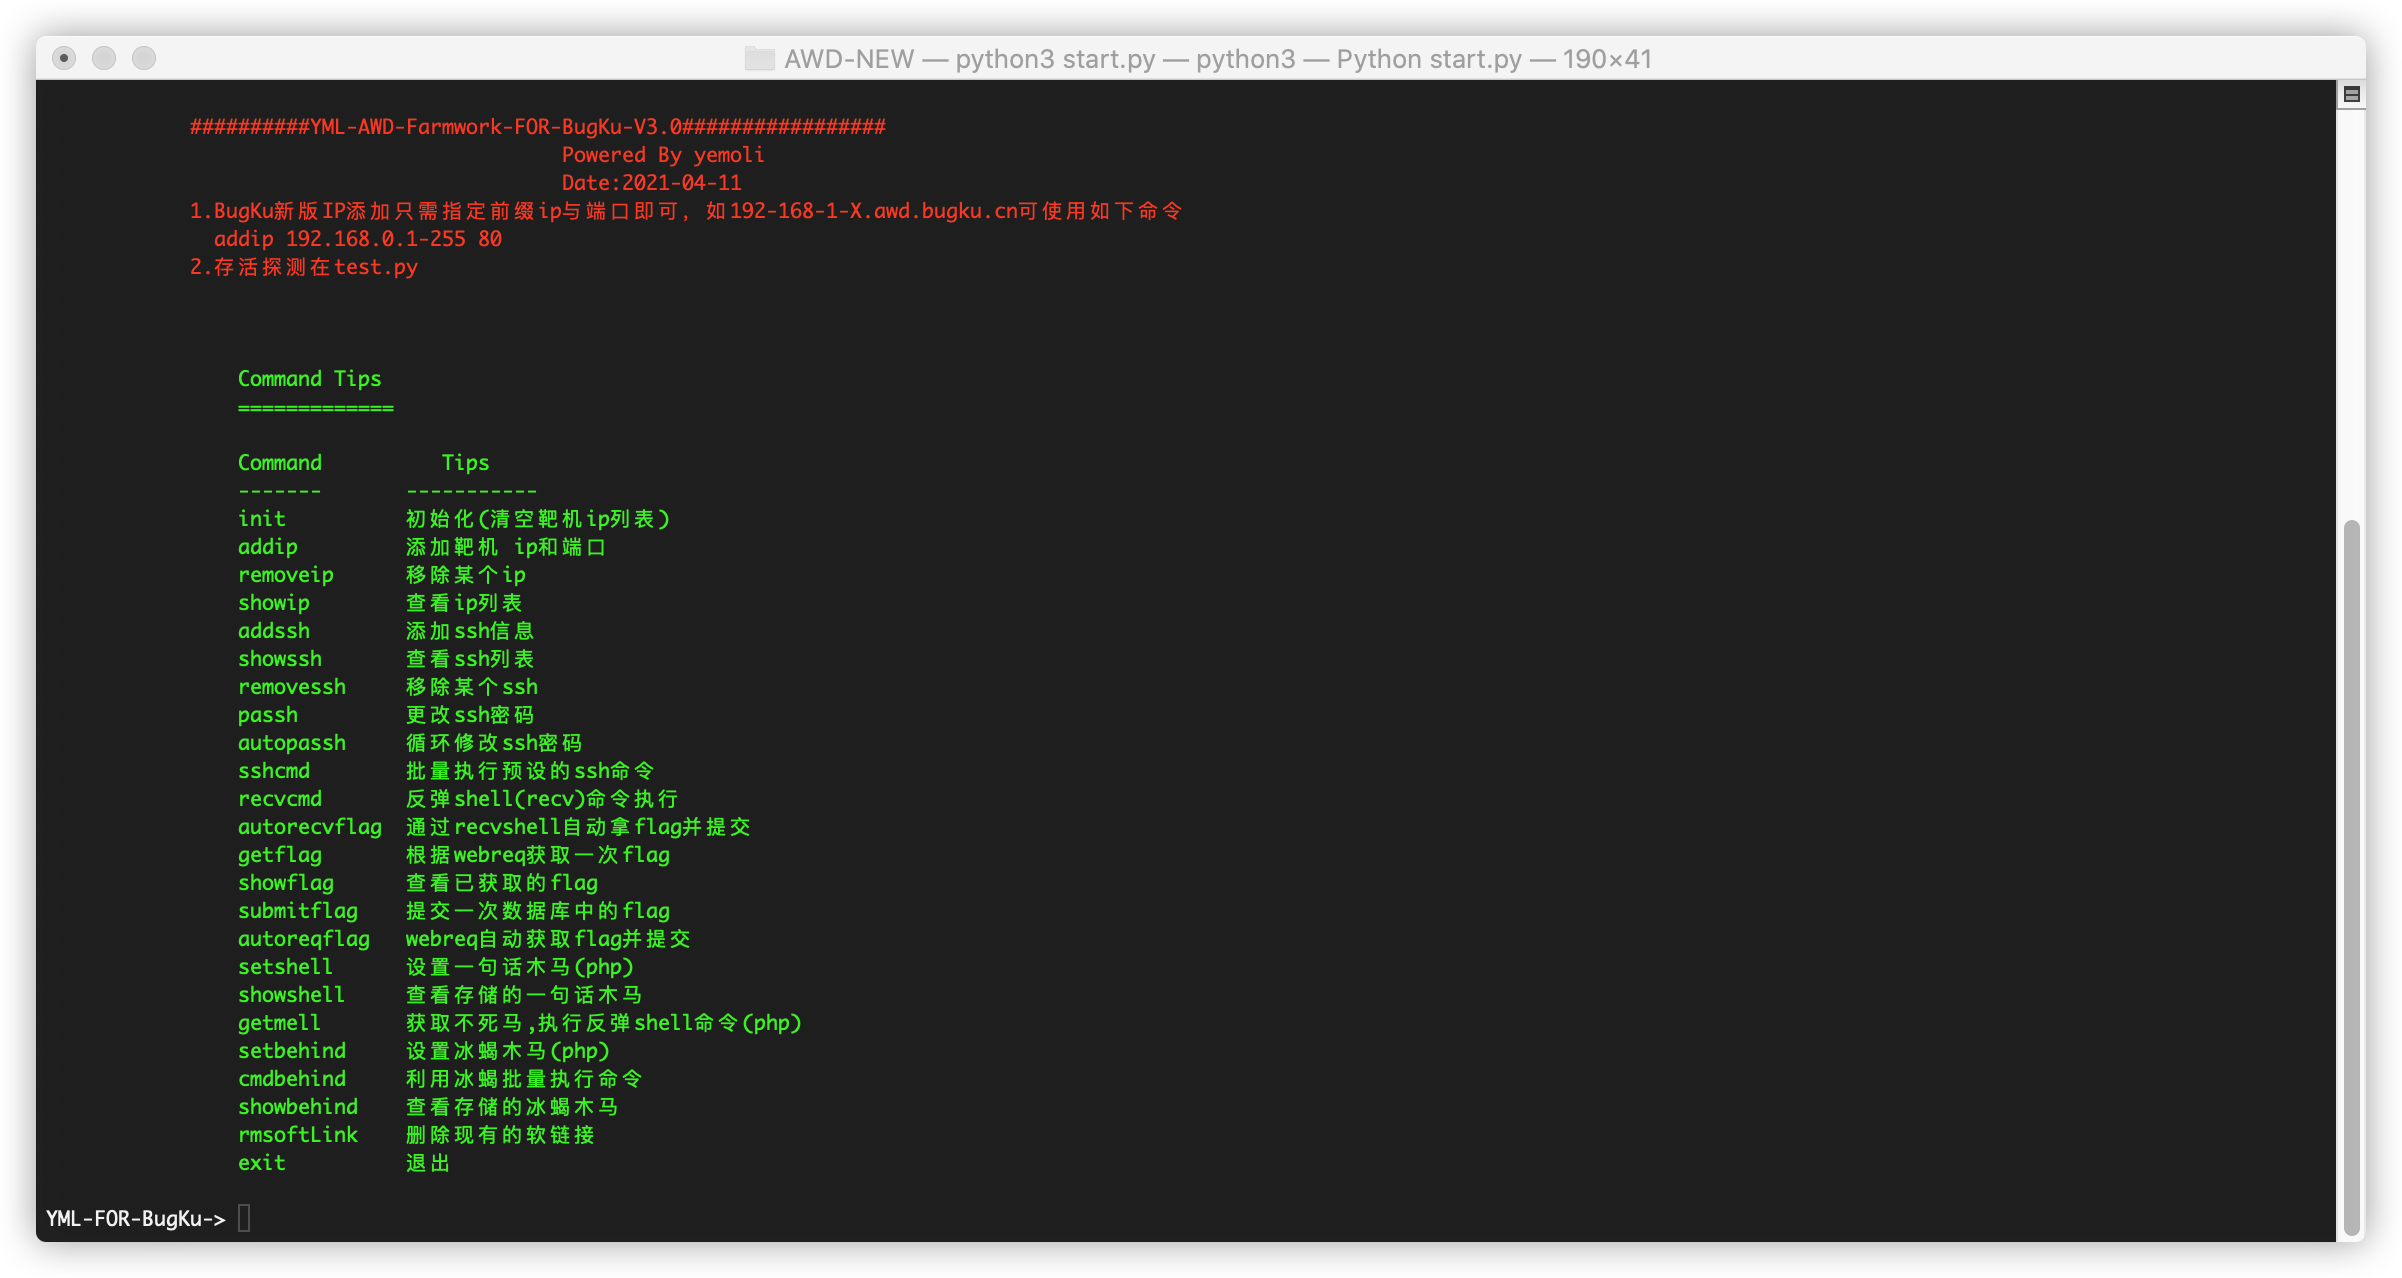 AWD-NEW — python3 start.py — python3 — Python start.py — 190×41
##########YML-AWD-Farmwork-FOR-BugKu-V3.0#################
Powered By yemoli
Date:2021-04-11
1.BugKu新版IP添加只需指定前缀ip与端口即可, 如192-168-1-X.awd.bugku.cn可使用如下命令
addip 192.168.0.1-255 80
2.存活探测在test.py
Command Tips
=============
Command Tips
------- -----------
init 初始化(清空靶机ip列表)
addip 添加靶机 ip和端口
removeip 移除某个ip
showip 查看ip列表
addssh 添加ssh信息
showssh 查看ssh列表
removessh 移除某个ssh
passh 更改ssh密码
autopassh 循环修改ssh密码
sshcmd 批量执行预设的ssh命令
recvcmd 反弹shell(recv)命令执行
autorecvflag 通过recvshell自动拿flag并提交
getflag 根据webreq获取一次flag
showflag 查看已获取的flag
submitflag 提交一次数据库中的flag
autoreqflag webreq自动获取flag并提交
setshell 设置一句话木马(php)
showshell 查看存储的一句话木马
getmell 获取不死马,执行反弹shell命令(php)
setbehind 设置冰蝎木马(php)
cmdbehind 利用冰蝎批量执行命令
showbehind 查看存储的冰蝎木马
rmsoftLink 删除现有的软链接
exit 退出
YML-FOR-BugKu->